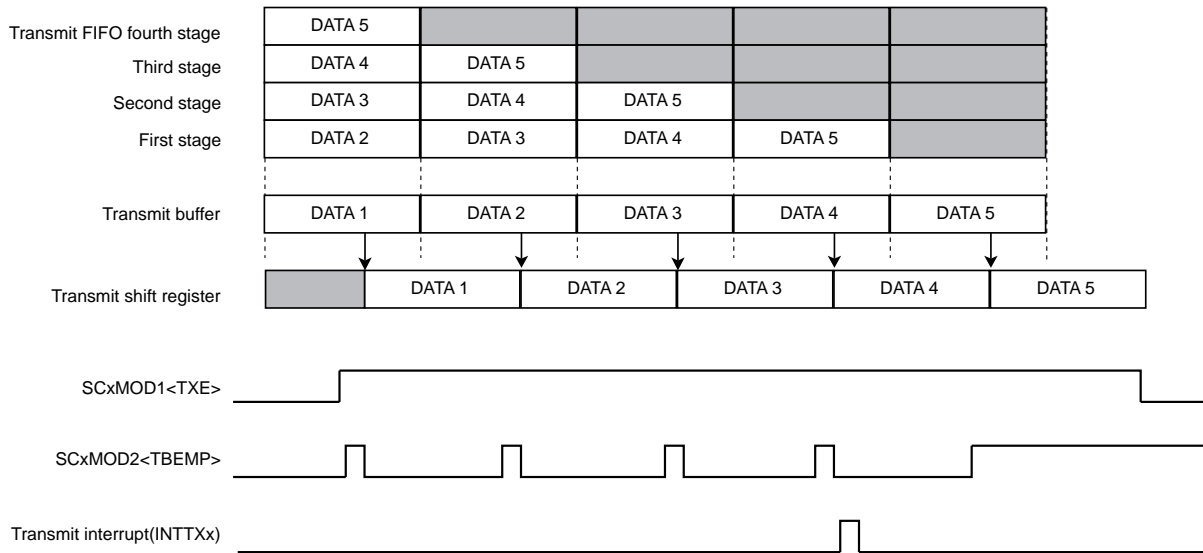 Transmit FIFO fourth stage DATA 5
Third stage DATA 4 DATA 5
Second stage DATA 3 DATA 4 DATA 5
First stage DATA 2 DATA 3 DATA 4 DATA 5
Transmit buffer DATA 1 DATA 2 DATA 3 DATA 4 DATA 5
Transmit shift register DATA 1 DATA 2 DATA 3 DATA 4 DATA 5
SCxMOD1<TXE>
SCxMOD2<TBEMP>
Transmit interrupt(INTTXx)